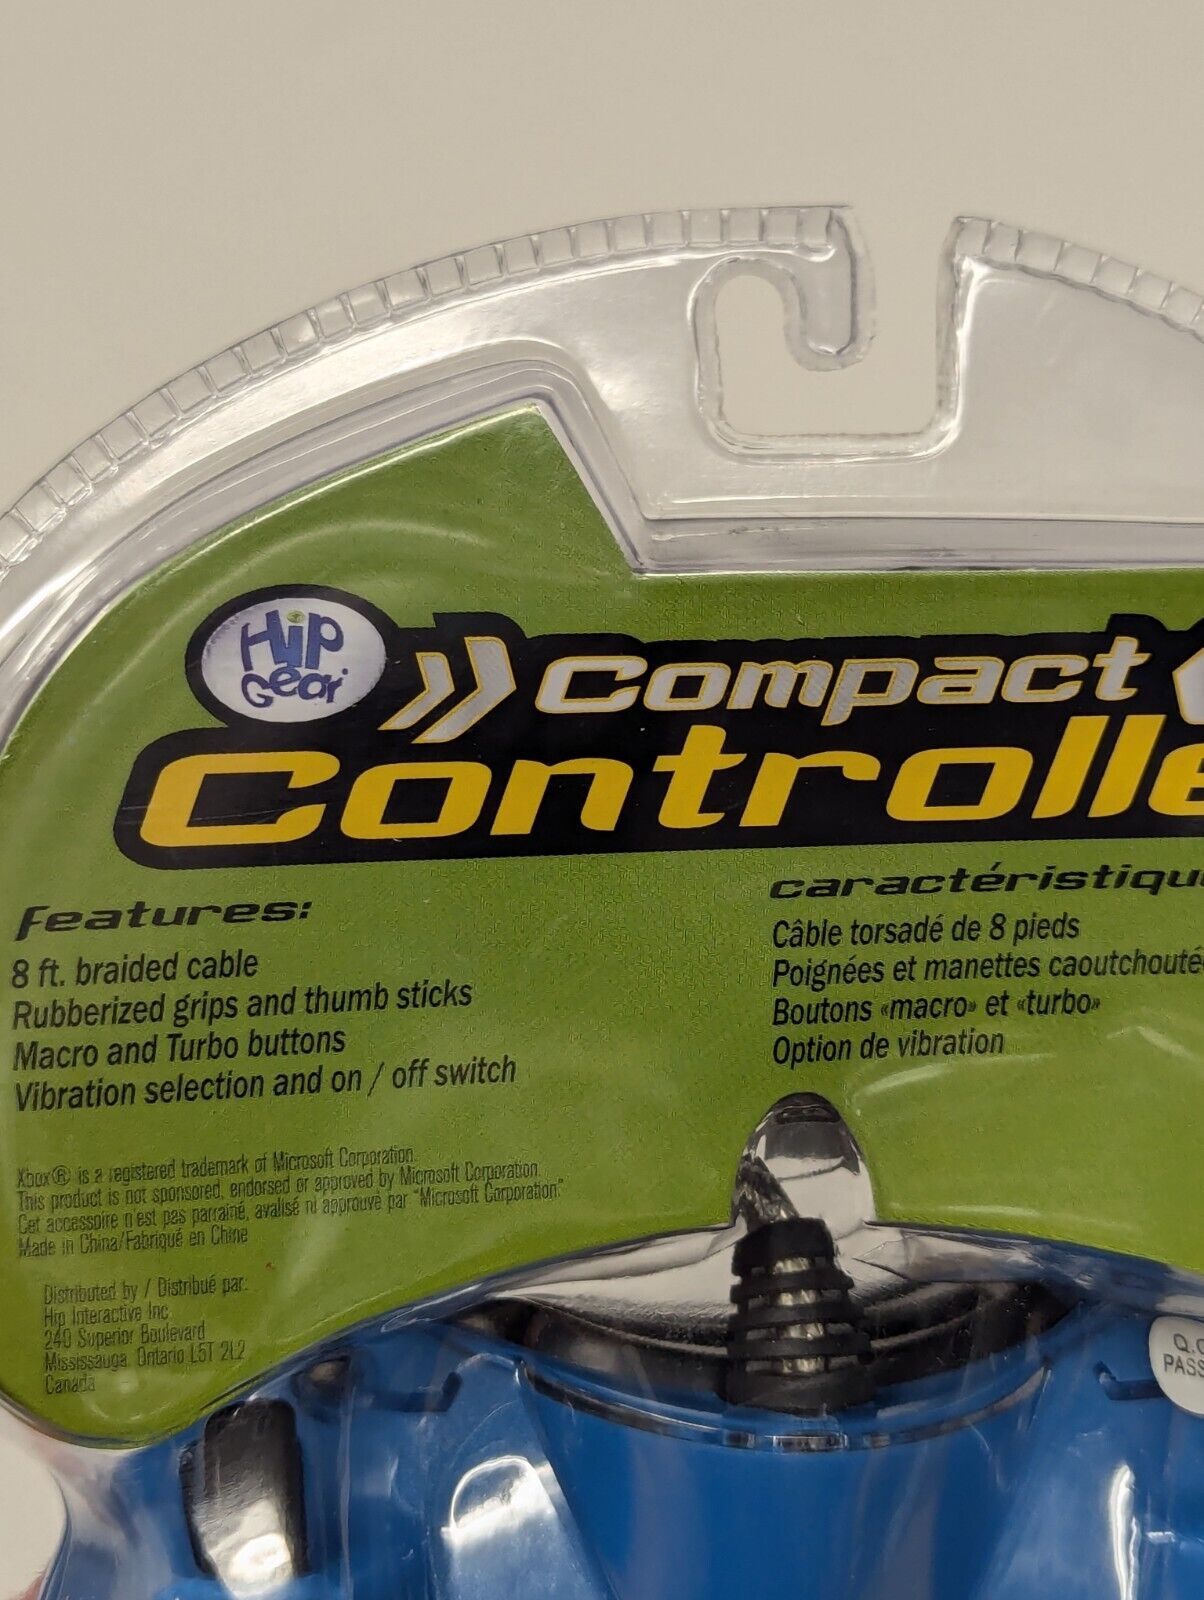 Hip
Gear
Compact
Controlle
Features:
8 ft. braided cable
Rubberized grips and thumb sticks
Macro and Turbo buttons
Vibration selection and on / off switch
caractéristiqu
Câble torsadé de 8 pieds
Poignées et manettes caoutchouté
Boutons «macro» et «turbo»
Option de vibration
Xbox® is a registered trademark of Microsoft Corporation.
This product is not sponsored, endorsed or approved by Microsoft Corporation.
Cet accessoire n'est pas parrainé, avalisé ni approuvé par "Microsoft Corporation."
Made in China/Fabriqué en Chine
Distributed by / Distribué par:
Hip Interactive Inc.
240 Superior Boulevard
Mississauga, Ontario L5T 2L2
Canada
Q.C
PASS